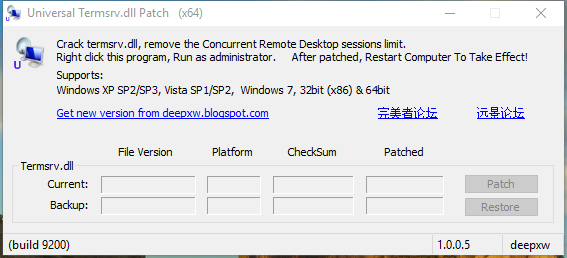 Universal Termsrv.dll Patch (x64)
Crack termsrv.dll, remove the Concurrent Remote Desktop sessions limit.
Right click this program, Run as administrator. After patched, Restart Computer To Take Effect!
Supports:
Windows XP SP2/SP3, Vista SP1/SP2, Windows 7, 32bit (x86) & 64bit
U
Get new version from deepxw.blogspot.com 完美者论坛 远景论坛
File Version Platform CheckSum Patched
Termsrv.dll
Current: Patch
Backup: Restore
(build 9200) 1.0.0.5 deepxw